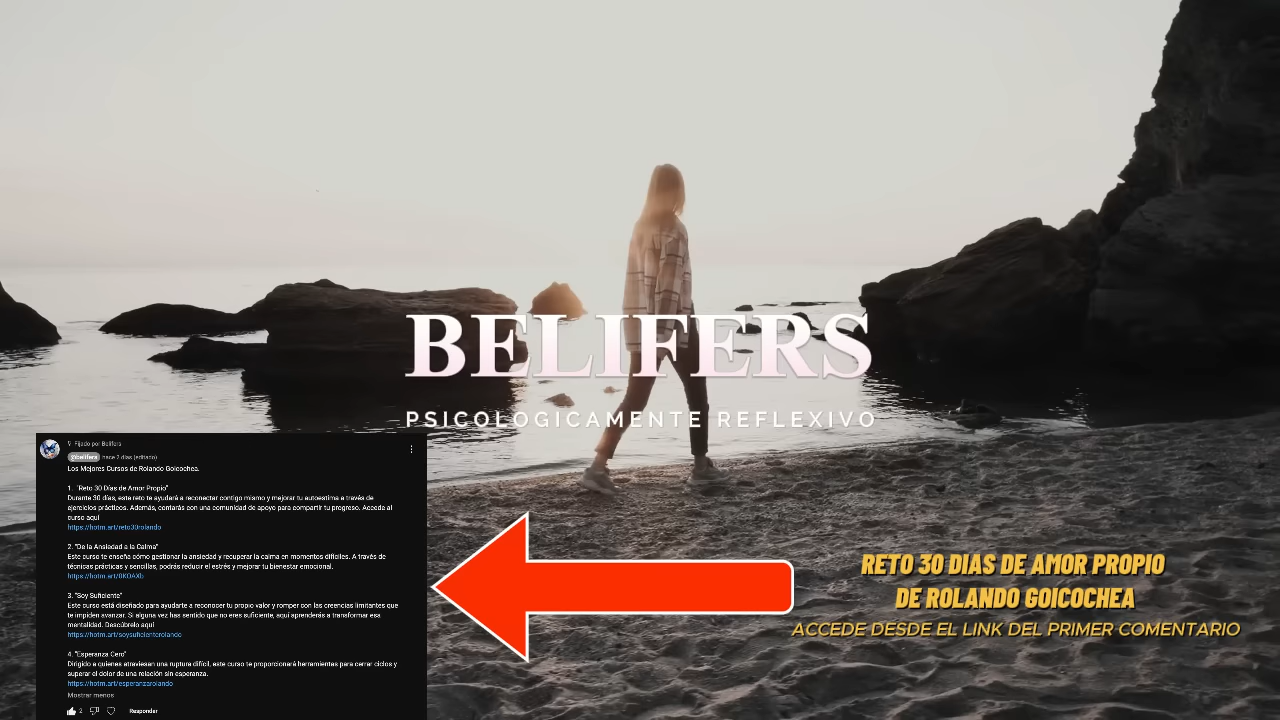 BELIFERS
PSICOLOGICAMENTE REFLEXIVO
Fijado por Belifers
@belifers hace 2 días (editado)
Los Mejores Cursos de Rolando Goicochea.
1. "Reto 30 Días de Amor Propio"
Durante 30 días, este reto te ayudará a reconectar contigo mismo y mejorar tu autoestima a través de
ejercicios prácticos. Además, contarás con una comunidad de apoyo para compartir tu progreso. Accede al
curso aquí
https://hotm.art/reto30rolando
2. "De la Ansiedad a la Calma"
Este curso te enseña cómo gestionar la ansiedad y recuperar la calma en momentos difíciles. A través de
técnicas prácticas y sencillas, podrás reducir el estrés y mejorar tu bienestar emocional.
https://hotm.art/0KOAXb
3. "Soy Suficiente"
Este curso está diseñado para ayudarte a reconocer tu propio valor y romper con las creencias limitantes que
te impiden avanzar. Si alguna vez has sentido que no eres suficiente, aquí aprenderás a transformar esa
mentalidad. Descúbrelo aquí
https://hotm.art/soysuficienterolando
4. "Esperanza Cero"
Dirigido a quienes atraviesan una ruptura difícil, este curso te proporcionará herramientas para cerrar ciclos y
superar el dolor de una relación sin esperanza.
https://hotm.art/esperanzarolando
Mostrar menos
2 Responder
RETO 30 DIAS DE AMOR PROPIO
DE ROLANDO GOICOCHEA
ACCEDE DESDE EL LINK DEL PRIMER COMENTARIO